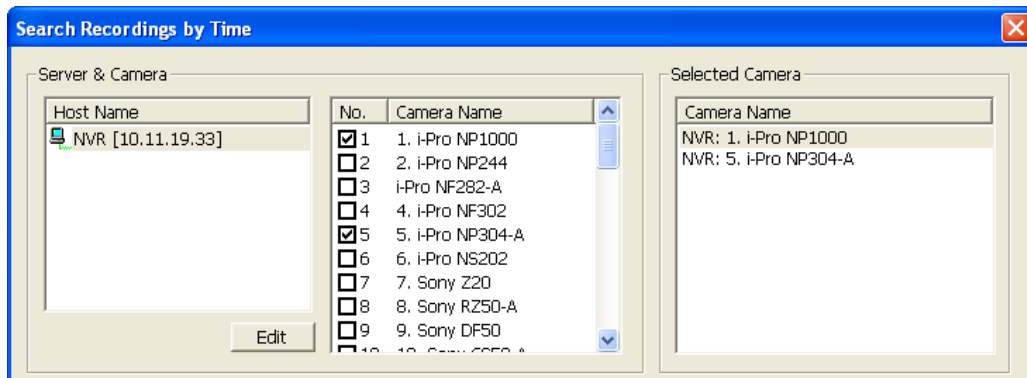 Search Recordings by Time
Server & Camera
Host Name
NVR [10.11.19.33]
Edit
No. Camera Name
1 1. i-Pro NP1000
2 2. i-Pro NP244
3 i-Pro NF282-A
4 4. i-Pro NF302
5 5. i-Pro NP304-A
6 6. i-Pro NS202
7 7. Sony Z20
8 8. Sony RZ50-A
9 9. Sony DF50
Selected Camera
Camera Name
NVR: 1. i-Pro NP1000
NVR: 5. i-Pro NP304-A